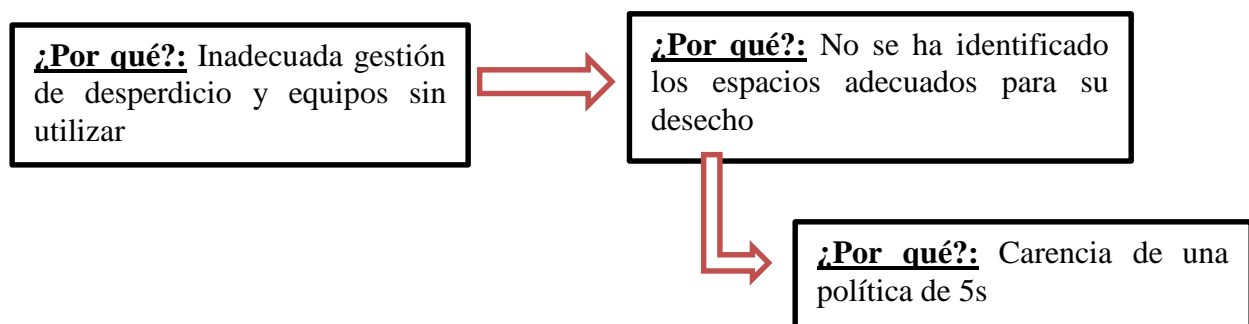 ¿Por qué?: Inadecuada gestión
de desperdicio y equipos sin
utilizar
¿Por qué?: No se ha identificado
los espacios adecuados para su
desecho
¿Por qué?: Carencia de una
política de 5s